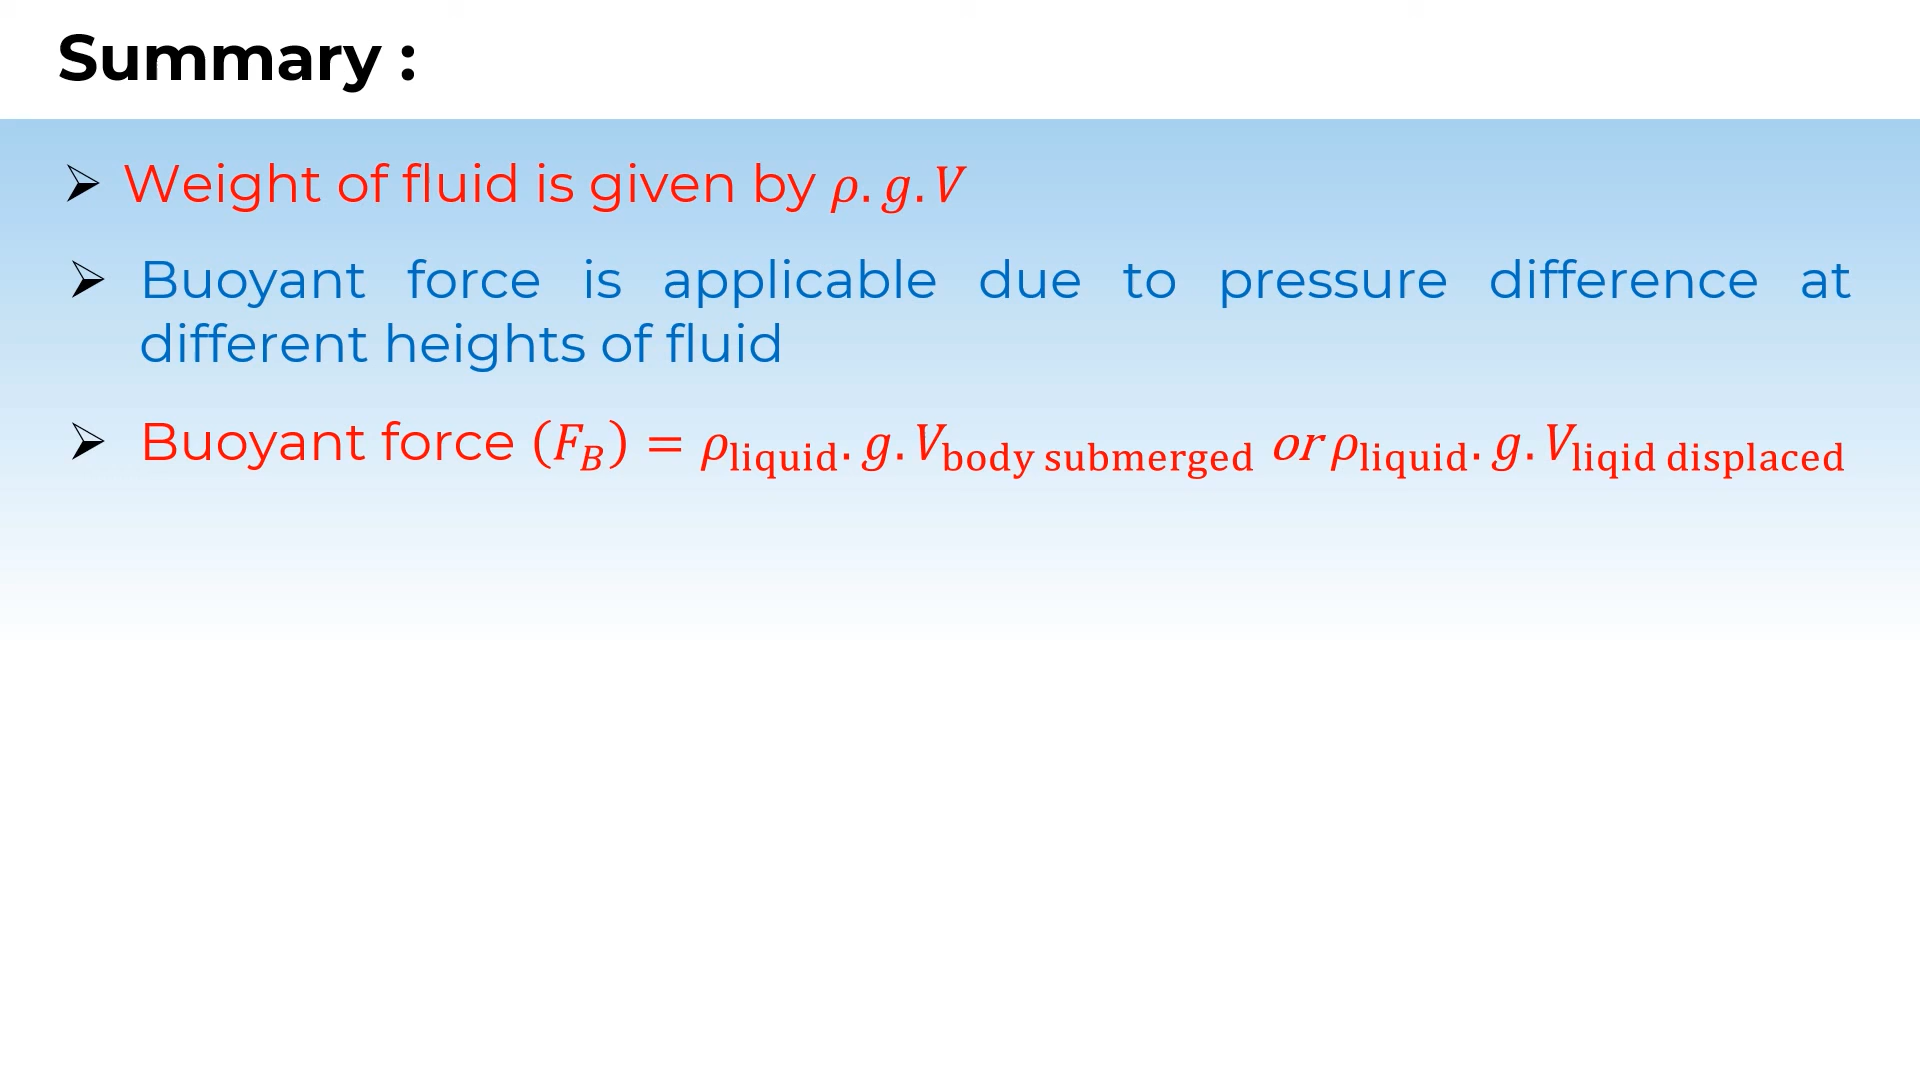 Summary :
➢ Weight of fluid is given by 𝜌.𝑔.𝑉
➢ Buoyant force is applicable due to pressure difference at
different heights of fluid
➢ Buoyant force (𝐹_𝐵) = 𝜌_liquid.𝑔.𝑉_body submerged 𝑜𝑟 𝜌_liquid.𝑔.𝑉_liqid displaced